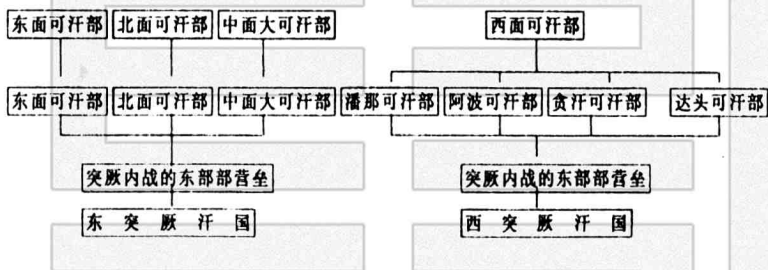 东面可汗部 北面可汗部 中面大可汗部 西面可汗部
东面可汗部 北面可汗部 中面大可汗部 潘那可汗部 阿波可汗部 贪汗可汗部 达头可汗部
突厥内战的东部部营垒 突厥内战的东部部营垒
东突厥汗国 西突厥汗国